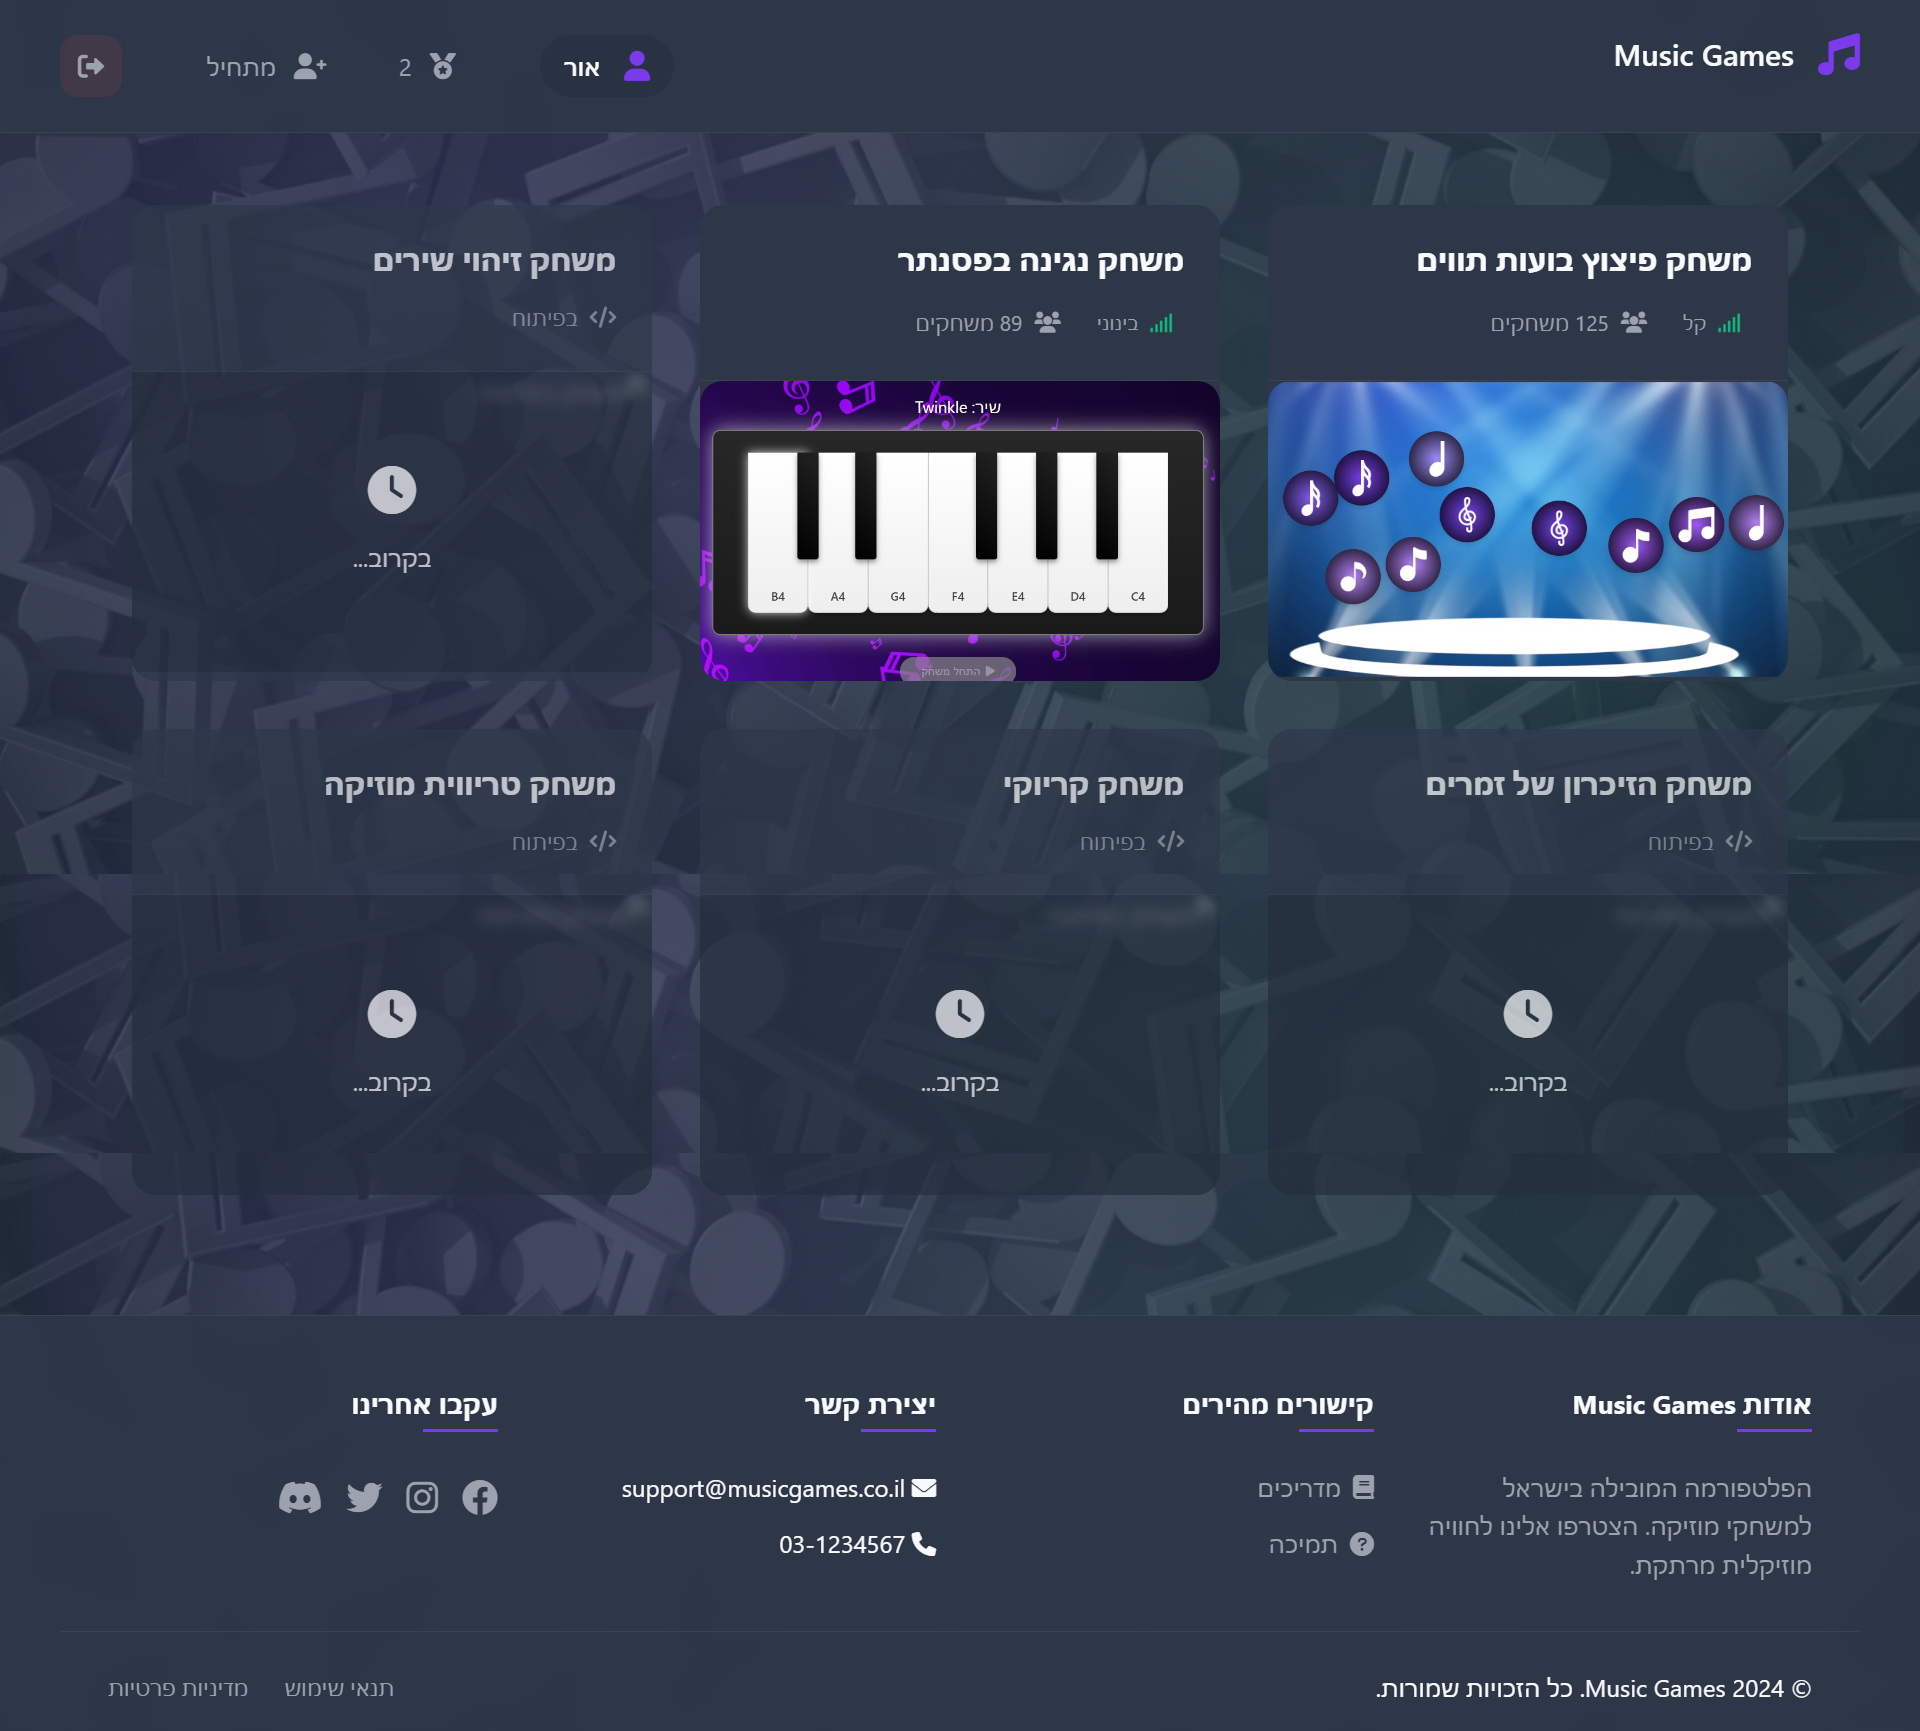 Music Games
אור
2
מתחיל
משחק פיצוץ בועות תווים
קל
125 משחקים
משחק נגינה בפסנתר
בינוני
89 משחקים
שיר: Twinkle
B4 A4 G4 F4 E4 D4 C4
התחל משחק
משחק זיהוי שירים
בפיתוח
בקרוב...
משחק הזיכרון של זמרים
בפיתוח
בקרוב...
משחק קריוקי
בפיתוח
בקרוב...
משחק טריווית מוזיקה
בפיתוח
בקרוב...
אודות Music Games
הפלטפורמה המובילה בישראל
למשחקי מוזיקה. הצטרפו אלינו לחוויה
מוזיקלית מרתקת.
קישורים מהירים
מדריכים
תמיכה
יצירת קשר
support@musicgames.co.il
03-1234567
עקבו אחרינו
© 2024 Music Games. כל הזכויות שמורות.
תנאי שימוש
מדיניות פרטיות